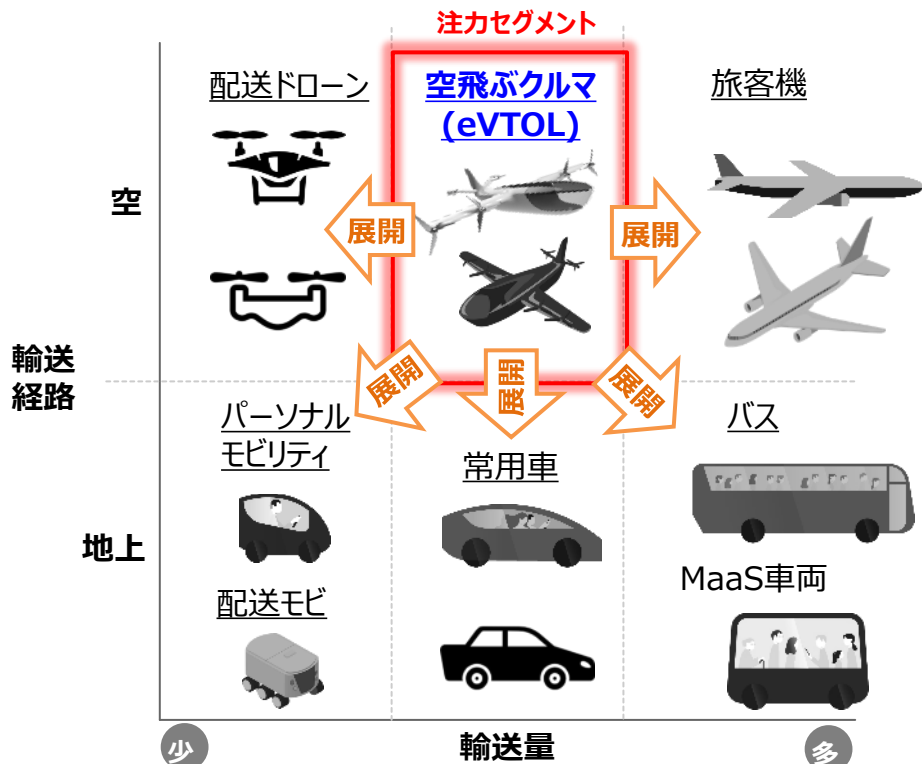 注力セグメント
配送ドローン
空飛ぶクルマ
(eVTOL)
旅客機
空
展開
展開
輸送
経路
展開
展開
展開
パーソナル
モビリティ
常用車
バス
地上
配送モビ
MaaS車両
少
輸送量
多